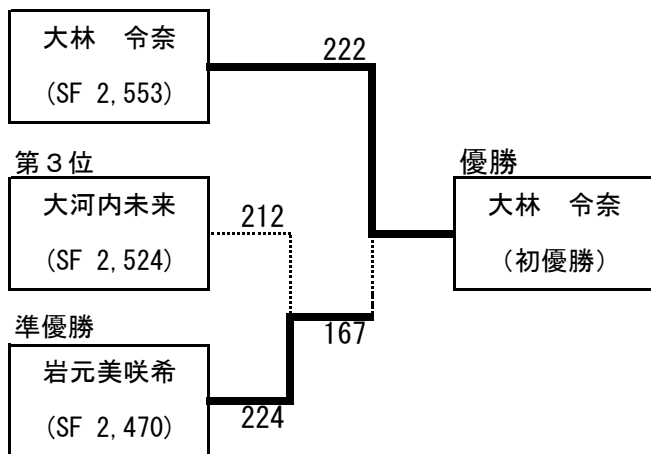 大林　令奈
(SF 2,553)
222
第３位
大河内未来
(SF 2,524)
212
優勝
大林　令奈
(初優勝)
準優勝
岩元美咲希
(SF 2,470)
224
167